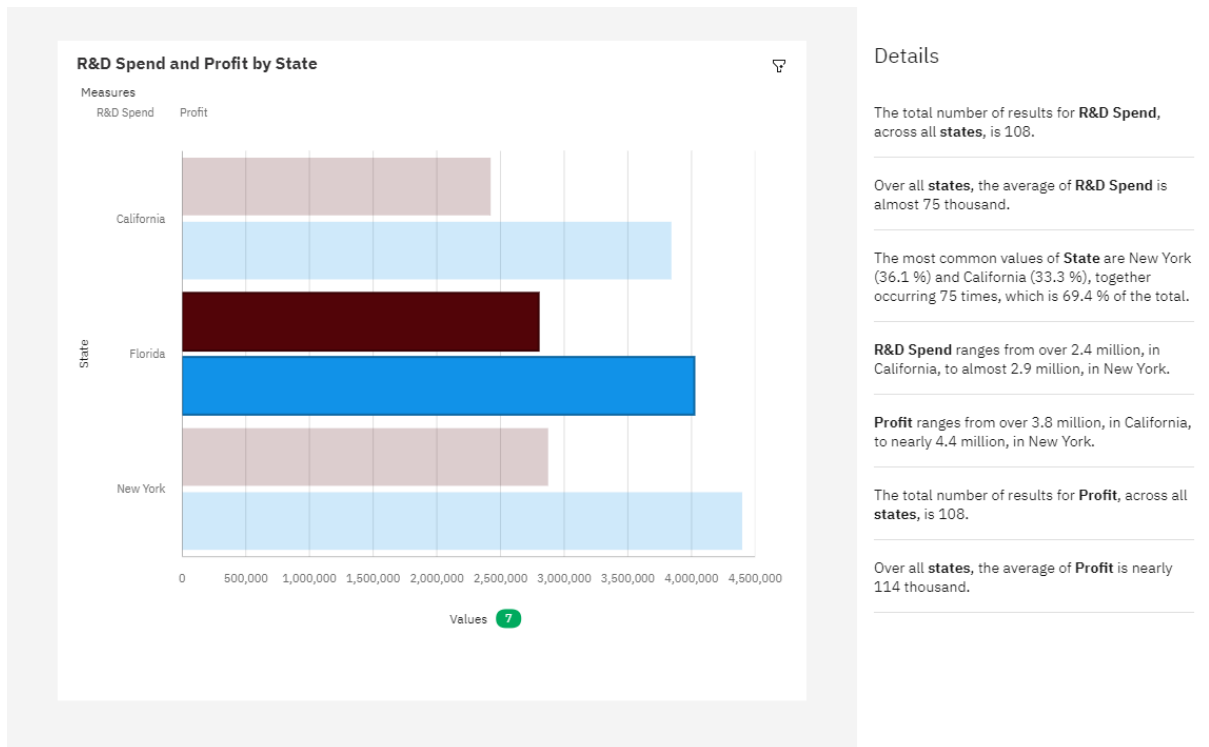 R&D Spend and Profit by State
Measures
R&D Spend Profit
California
Florida
New York
State
0 500,000 1,000,000 1,500,000 2,000,000 2,500,000 3,000,000 3,500,000 4,000,000 4,500,000
Values 7
Details
The total number of results for R&D Spend,
across all states, is 108.
Over all states, the average of R&D Spend is
almost 75 thousand.
The most common values of State are New York
(36.1 %) and California (33.3 %), together
occurring 75 times, which is 69.4 % of the total.
R&D Spend ranges from over 2.4 million, in
California, to almost 2.9 million, in New York.
Profit ranges from over 3.8 million, in California,
to nearly 4.4 million, in New York.
The total number of results for Profit, across all
states, is 108.
Over all states, the average of Profit is nearly
114 thousand.